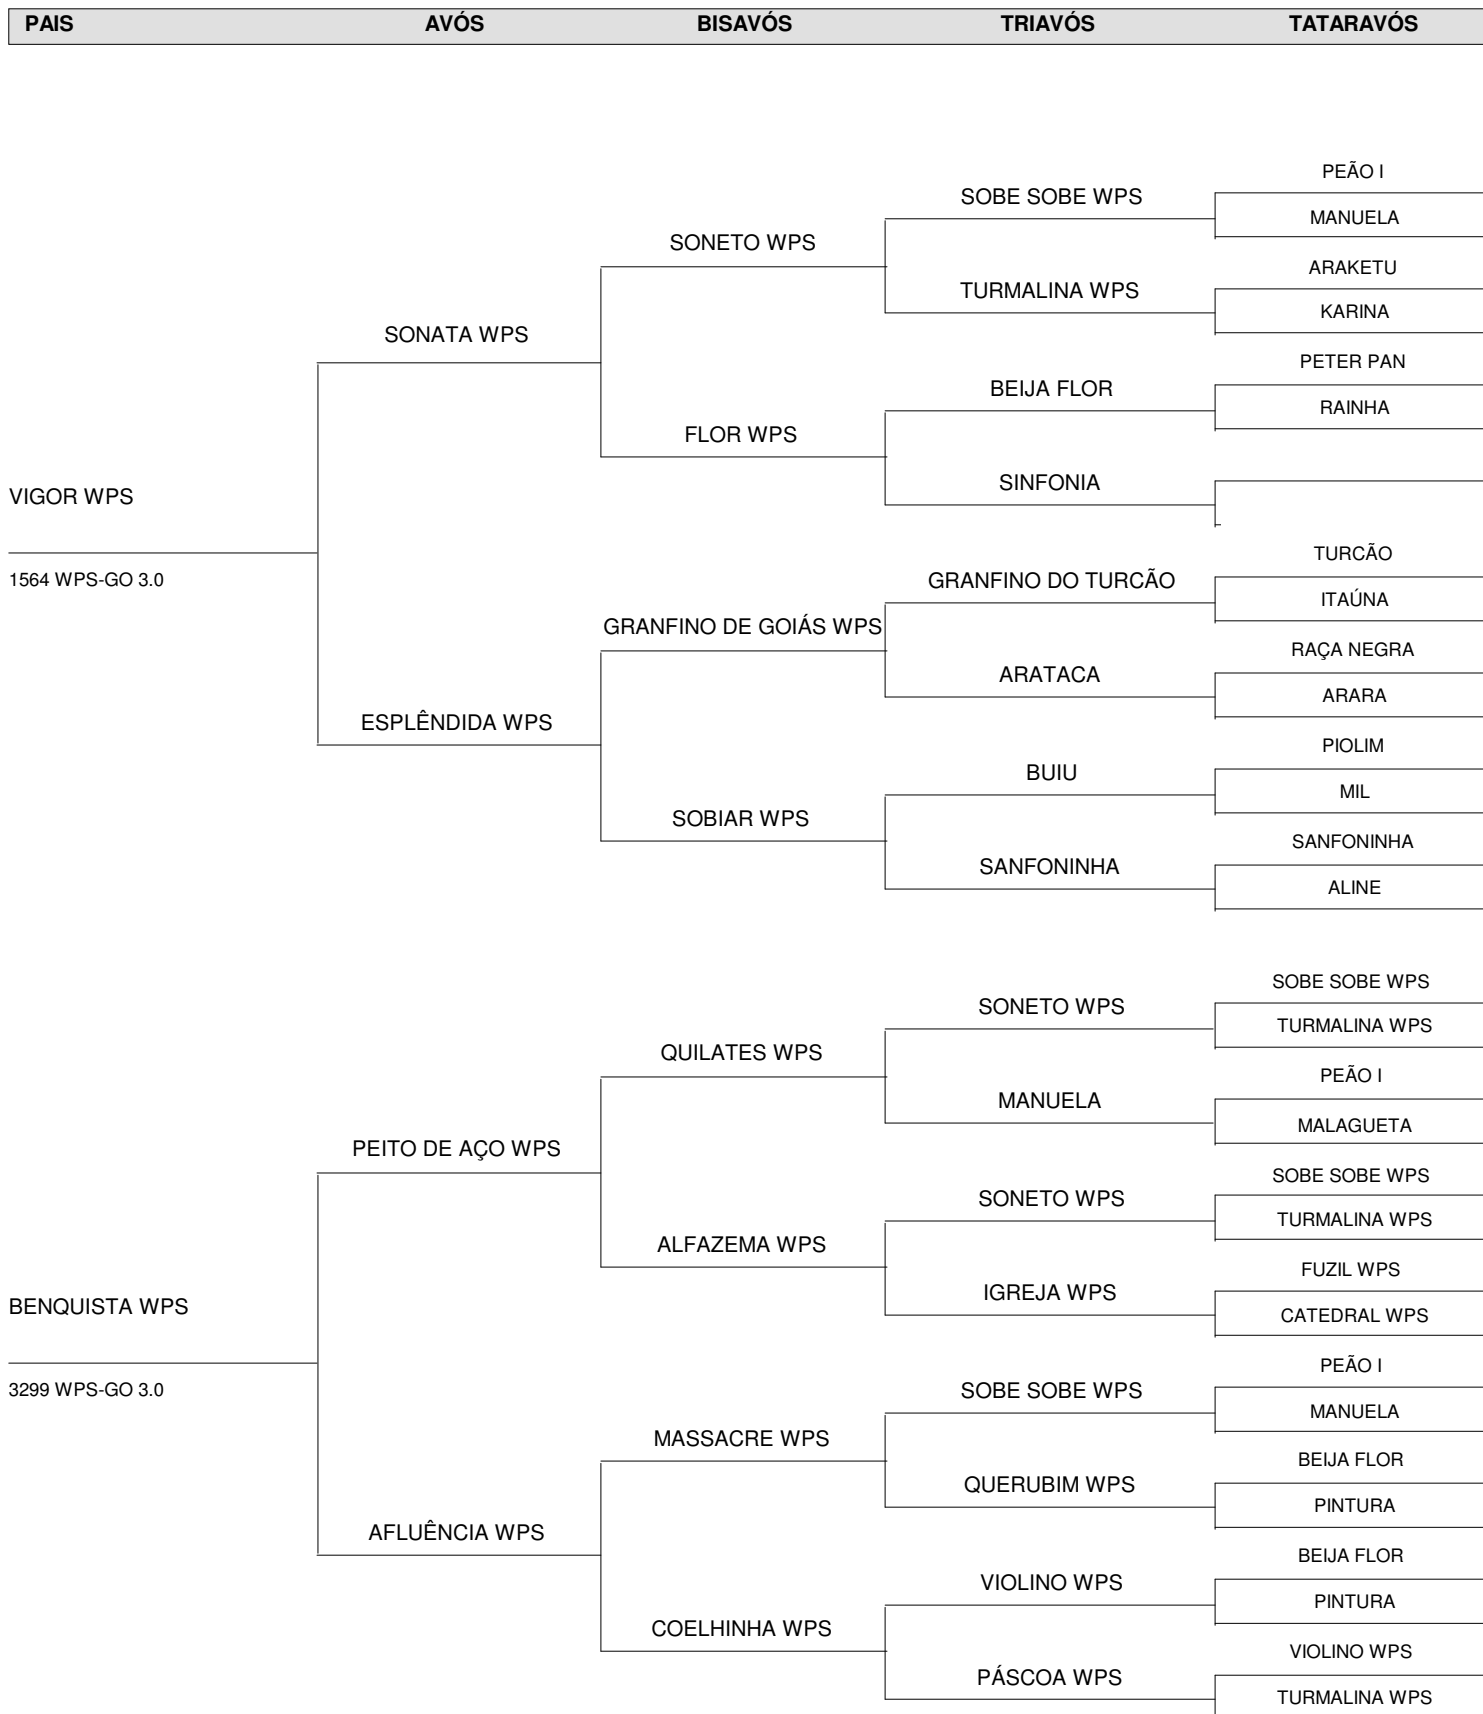 PAIS AVÓS BISAVÓS TRIAVÓS TATARAVÓS
PEÃO I
SOBE SOBE WPS
MANUELA
SONETO WPS
ARAKETU
TURMALINA WPS
KARINA
SONATA WPS
PETER PAN
BEIJA FLOR
RAINHA
FLOR WPS
SINFONIA
VIGOR WPS
TURCÃO
1564 WPS-GO 3.0
GRANFINO DO TURCÃO
ITAÚNA
GRANFINO DE GOIÁS WPS
RAÇA NEGRA
ARATACA
ARARA
ESPLÊNDIDA WPS
PIOLIM
BUIU
MIL
SOBIAR WPS
SANFONINHA
SANFONINHA
ALINE
SOBE SOBE WPS
SONETO WPS
TURMALINA WPS
QUILATES WPS
PEÃO I
MANUELA
MALAGUETA
PEITO DE AÇO WPS
SOBE SOBE WPS
SONETO WPS
TURMALINA WPS
ALFAZEMA WPS
FUZIL WPS
IGREJA WPS
BENQUISTA WPS
CATEDRAL WPS
PEÃO I
3299 WPS-GO 3.0
SOBE SOBE WPS
MANUELA
MASSACRE WPS
BEIJA FLOR
QUERUBIM WPS
PINTURA
AFLUÊNCIA WPS
BEIJA FLOR
VIOLINO WPS
PINTURA
COELHINHA WPS
VIOLINO WPS
PÁSCOA WPS
TURMALINA WPS